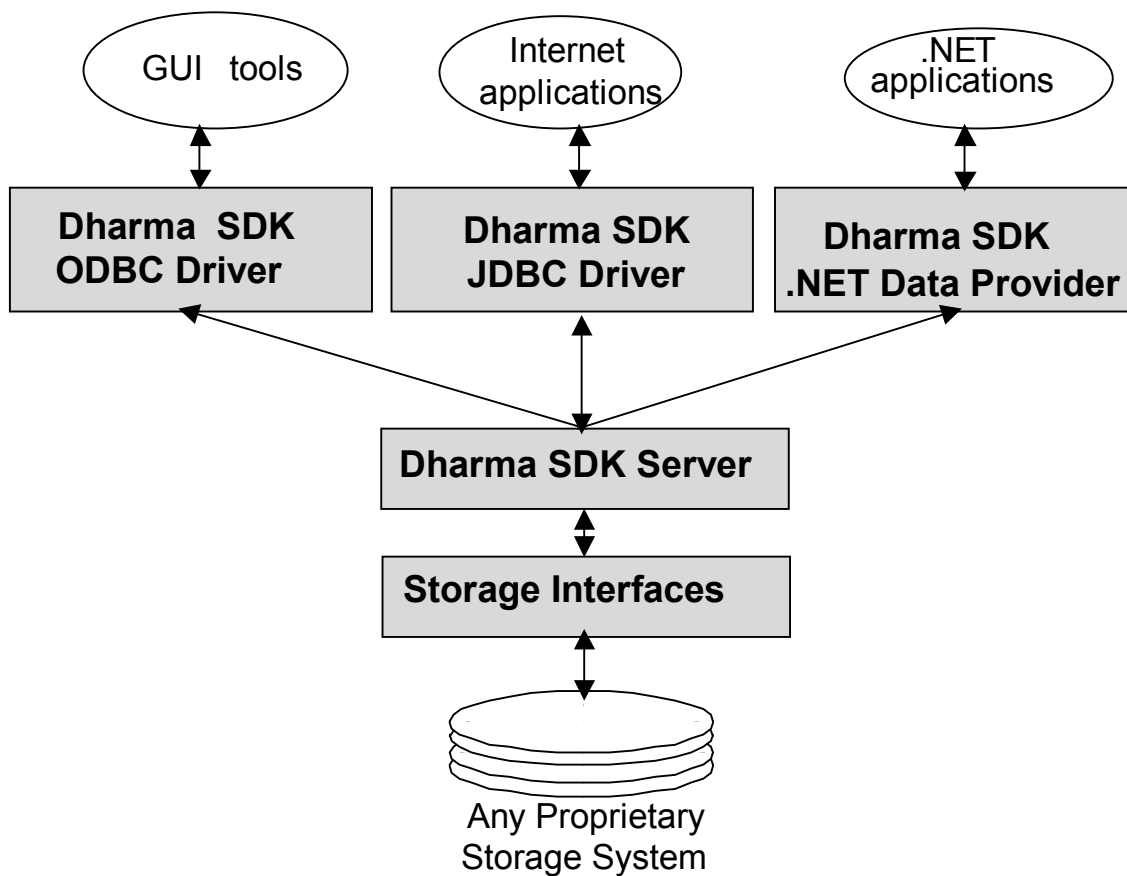 GUI tools
Internet
applications
.NET
applications
Dharma SDK
ODBC Driver
Dharma SDK
JDBC Driver
Dharma SDK
.NET Data Provider
Dharma SDK Server
Storage Interfaces
Any Proprietary
Storage System